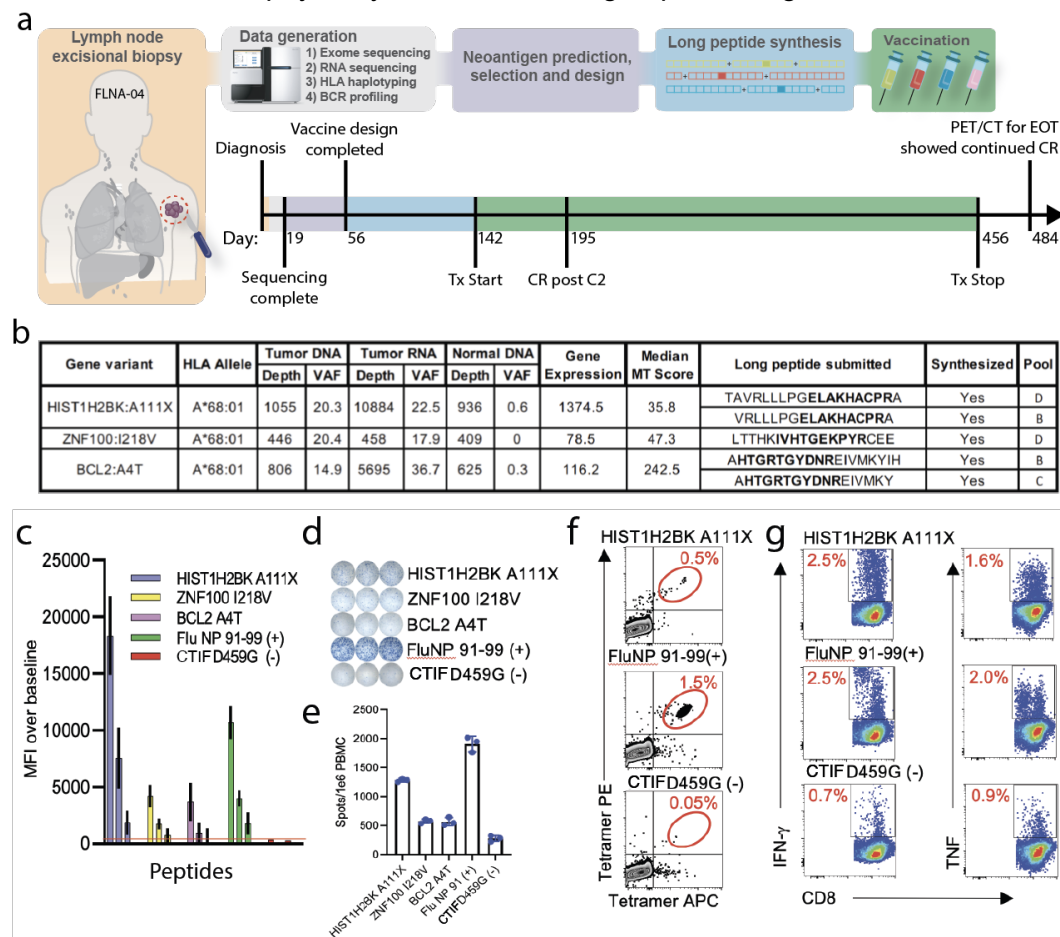 a
Lymph node
excisional biopsy
FLNA-04
Data generation
1) Exome sequencing
2) RNA sequencing
3) HLA haplotyping
4) BCR profiling
Neoantigen prediction,
selection and design
Long peptide synthesis
Vaccination
Diagnosis
Vaccine design
completed
PET/CT for EOT
showed continued CR
Day:
19
56
142
195
456
484
Sequencing
complete
Tx Start
CR post C2
Tx Stop
b
Gene variant HLA Allele Tumor DNA Tumor RNA Normal DNA Gene Expression Median MT Score Long peptide submitted Synthesized Pool
Depth VAF Depth VAF Depth VAF
HIST1H2BK:A111X A*68:01 1055 20.3 10884 22.5 936 0.6 1374.5 35.8 TAVRLLLPGELAKHACPRA Yes D
VRLLLPGELAKHACPRA Yes B
ZNF100:I218V A*68:01 446 20.4 458 17.9 409 0 78.5 47.3 LTTHKIVHTGEKPYRCEE Yes D
BCL2:A4T A*68:01 806 14.9 5695 36.7 625 0.3 116.2 242.5 AHTGRTGYDNREIVMKYIH Yes B
AHTGRTGYDNREIVMKY Yes C
c
25000
20000
15000
10000
5000
0
MFI over baseline
HIST1H2BK A111X
ZNF100 I218V
BCL2 A4T
Flu NP 91-99 (+)
CTIF D459G (-)
Peptides
d
HIST1H2BK A111X
ZNF100 I218V
BCL2 A4T
FluNP 91-99 (+)
CTIF D459G (-)
e
2500
2000
1500
1000
500
0
Spots/1e6 PBMC
HIST1H2BK A111X
ZNF100 I218V
BCL2 A4T
Flu NP 91 (+)
CTIF D459G (-)
f
HIST1H2BK A111X
0.5%
FluNP 91-99(+)
1.5%
CTIF D459G (-)
0.05%
Tetramer PE
Tetramer APC
g
HIST1H2BK A111X
2.5%
1.6%
FluNP 91-99(+)
2.5%
2.0%
CTIF D459G (-)
0.7%
0.9%
IFN-γ
TNF
CD8